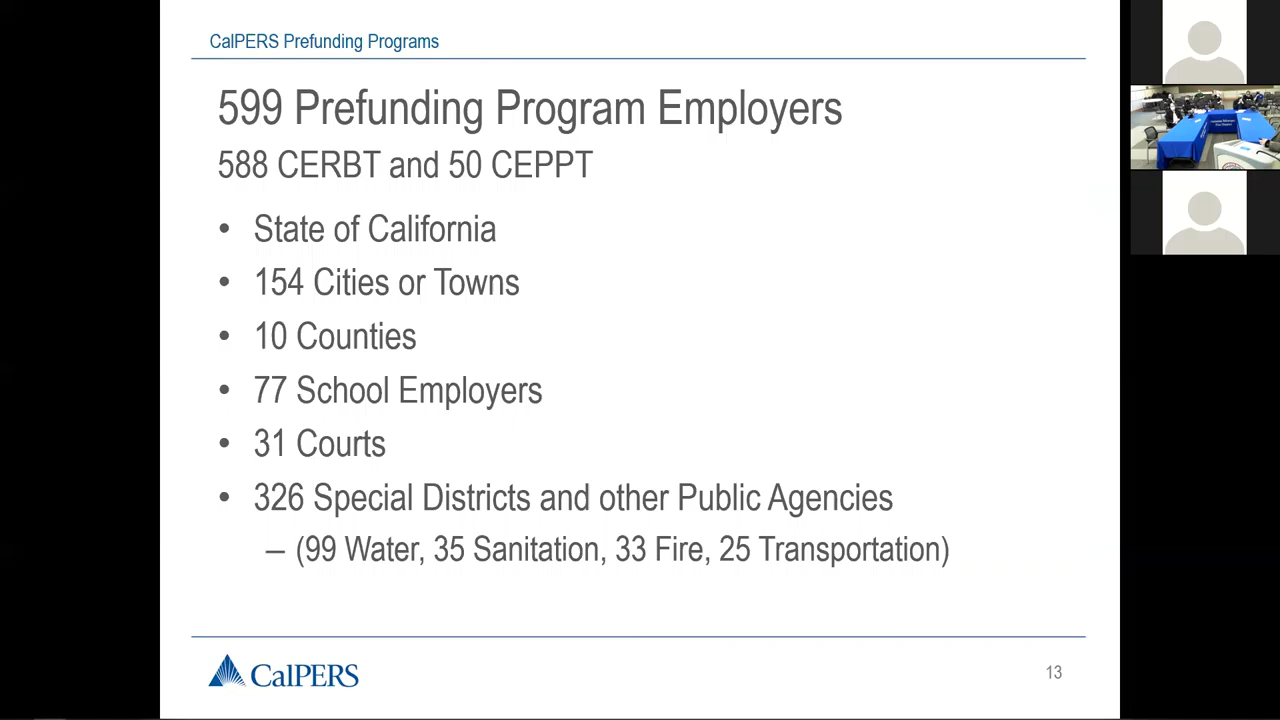 CalPERS Prefunding Programs
599 Prefunding Program Employers
588 CERBT and 50 CEPPT
• State of California
• 154 Cities or Towns
• 10 Counties
• 77 School Employers
• 31 Courts
• 326 Special Districts and other Public Agencies
– (99 Water, 35 Sanitation, 33 Fire, 25 Transportation)
CalPERS
13